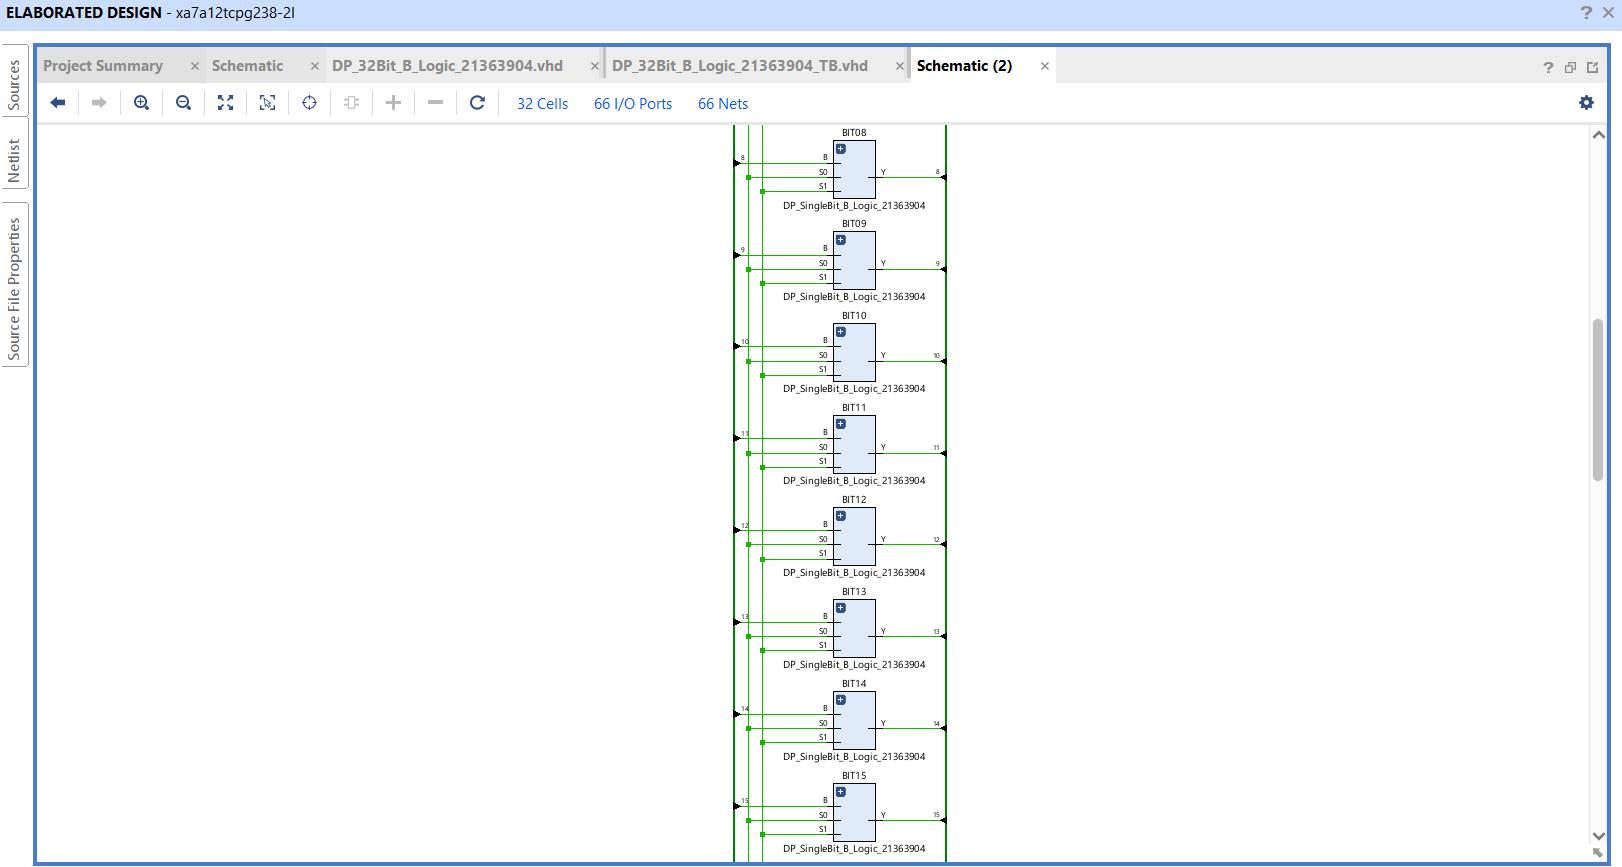 ELABORATED DESIGN - xa7a12tcpg238-2I
Sources
Netlist
Source File Properties
Project Summary
Schematic
DP_32Bit_B_Logic_21363904.vhd
DP_32Bit_B_Logic_21363904_TB.vhd
Schematic (2)
32 Cells
66 I/O Ports
66 Nets
BIT08
8
B
S0
S1
Y
8
DP_SingleBit_B_Logic_21363904
BIT09
9
B
S0
S1
Y
9
DP_SingleBit_B_Logic_21363904
BIT10
10
B
S0
S1
Y
10
DP_SingleBit_B_Logic_21363904
BIT11
11
B
S0
S1
Y
11
DP_SingleBit_B_Logic_21363904
BIT12
12
B
S0
S1
Y
12
DP_SingleBit_B_Logic_21363904
BIT13
13
B
S0
S1
Y
13
DP_SingleBit_B_Logic_21363904
BIT14
14
B
S0
S1
Y
14
DP_SingleBit_B_Logic_21363904
BIT15
15
B
S0
S1
Y
15
DP_SingleBit_B_Logic_21363904